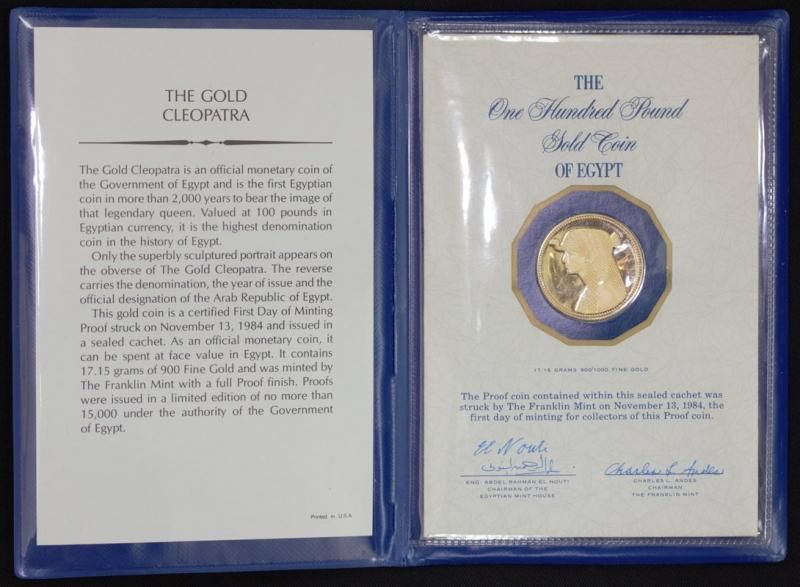 THE GOLD
CLEOPATRA
The Gold Cleopatra is an official monetary coin of
the Government of Egypt and is the first Egyptian
coin in more than 2,000 years to bear the image of
that legendary queen. Valued at 100 pounds in
Egyptian currency, it is the highest denomination
coin in the history of Egypt.
Only the superbly sculptured portrait appears on
the obverse of The Gold Cleopatra. The reverse
carries the denomination, the year of issue and the
official designation of the Arab Republic of Egypt.
This gold coin is a certified First Day of Minting
Proof struck on November 13, 1984 and issued in
a sealed cachet. As an official monetary coin, it
can be spent at face value in Egypt. It contains
17.15 grams of 900 Fine Gold and was minted by
The Franklin Mint with a full Proof finish. Proofs
were issued in a limited edition of no more than
15,000 under the authority of the Government
of Egypt.
Printed in U.S.A.
THE
One Hundred Pound
Gold Coin
OF EGYPT
17.15 GRAMS 900/1000 FINE GOLD
The Proof coin contained within this sealed cachet was
struck by The Franklin Mint on November 13, 1984, the
first day of minting for collectors of this Proof coin.
El Nouti
ENG. ABDEL RAHMAN EL NOUTI
CHAIRMAN OF THE
EGYPTIAN MINT HOUSE
Charles L. Andes
CHARLES L. ANDES
CHAIRMAN
THE FRANKLIN MINT